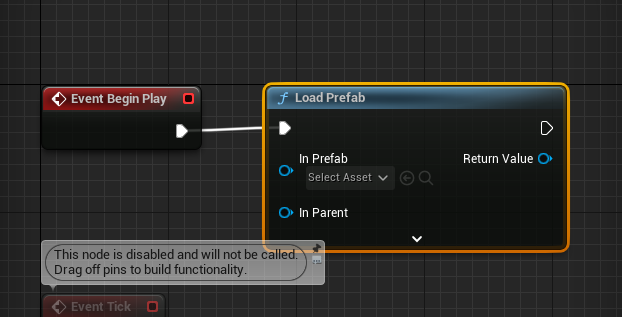 Event Begin Play
f Load Prefab
In Prefab
Return Value
Select Asset
In Parent
This node is disabled and will not be called.
Drag off pins to build functionality.
Event Tick